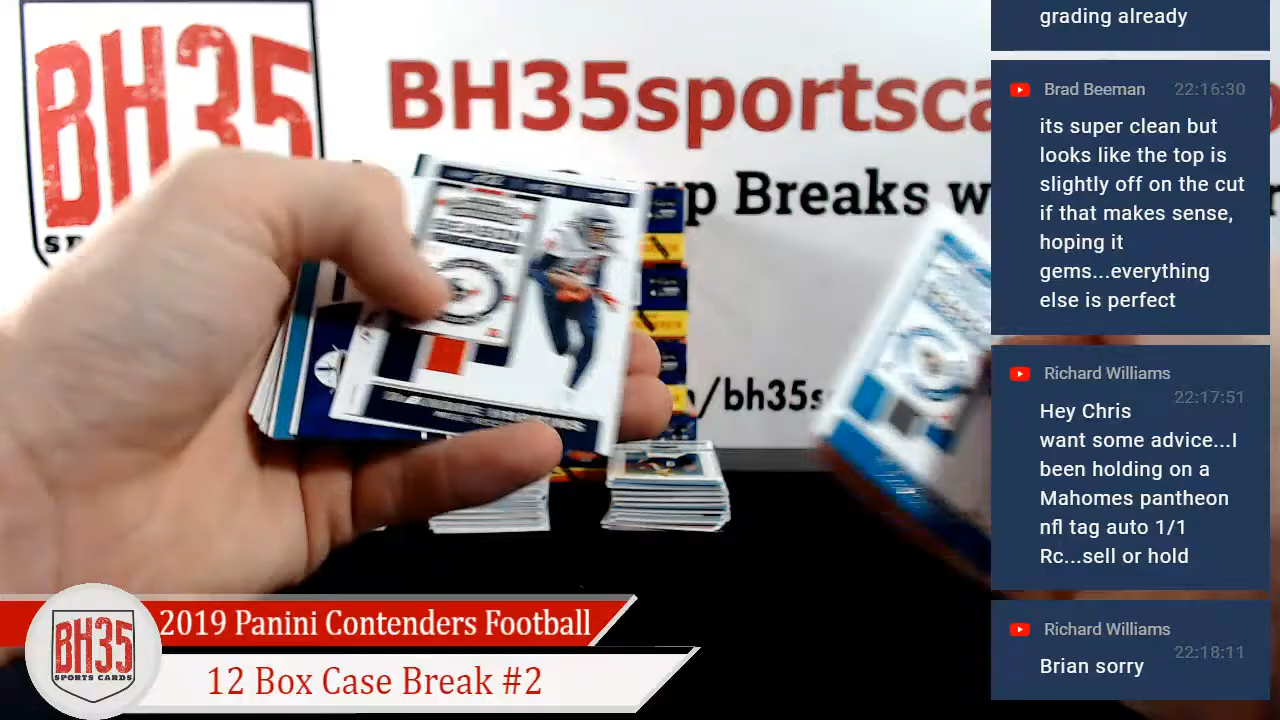 BH35
BH35sportsca
p Breaks w
/bh35s
SEASON
grading already
Brad Beeman 22:16:30
its super clean but
looks like the top is
slightly off on the cut
if that makes sense,
hoping it
gems...everything
else is perfect
Richard Williams
22:17:51
Hey Chris
want some advice...I
been holding on a
Mahomes pantheon
nfl tag auto 1/1
Rc...sell or hold
Richard Williams
22:18:11
Brian sorry
2019 Panini Contenders Football
12 Box Case Break #2
BH35
SPORTS CARDS